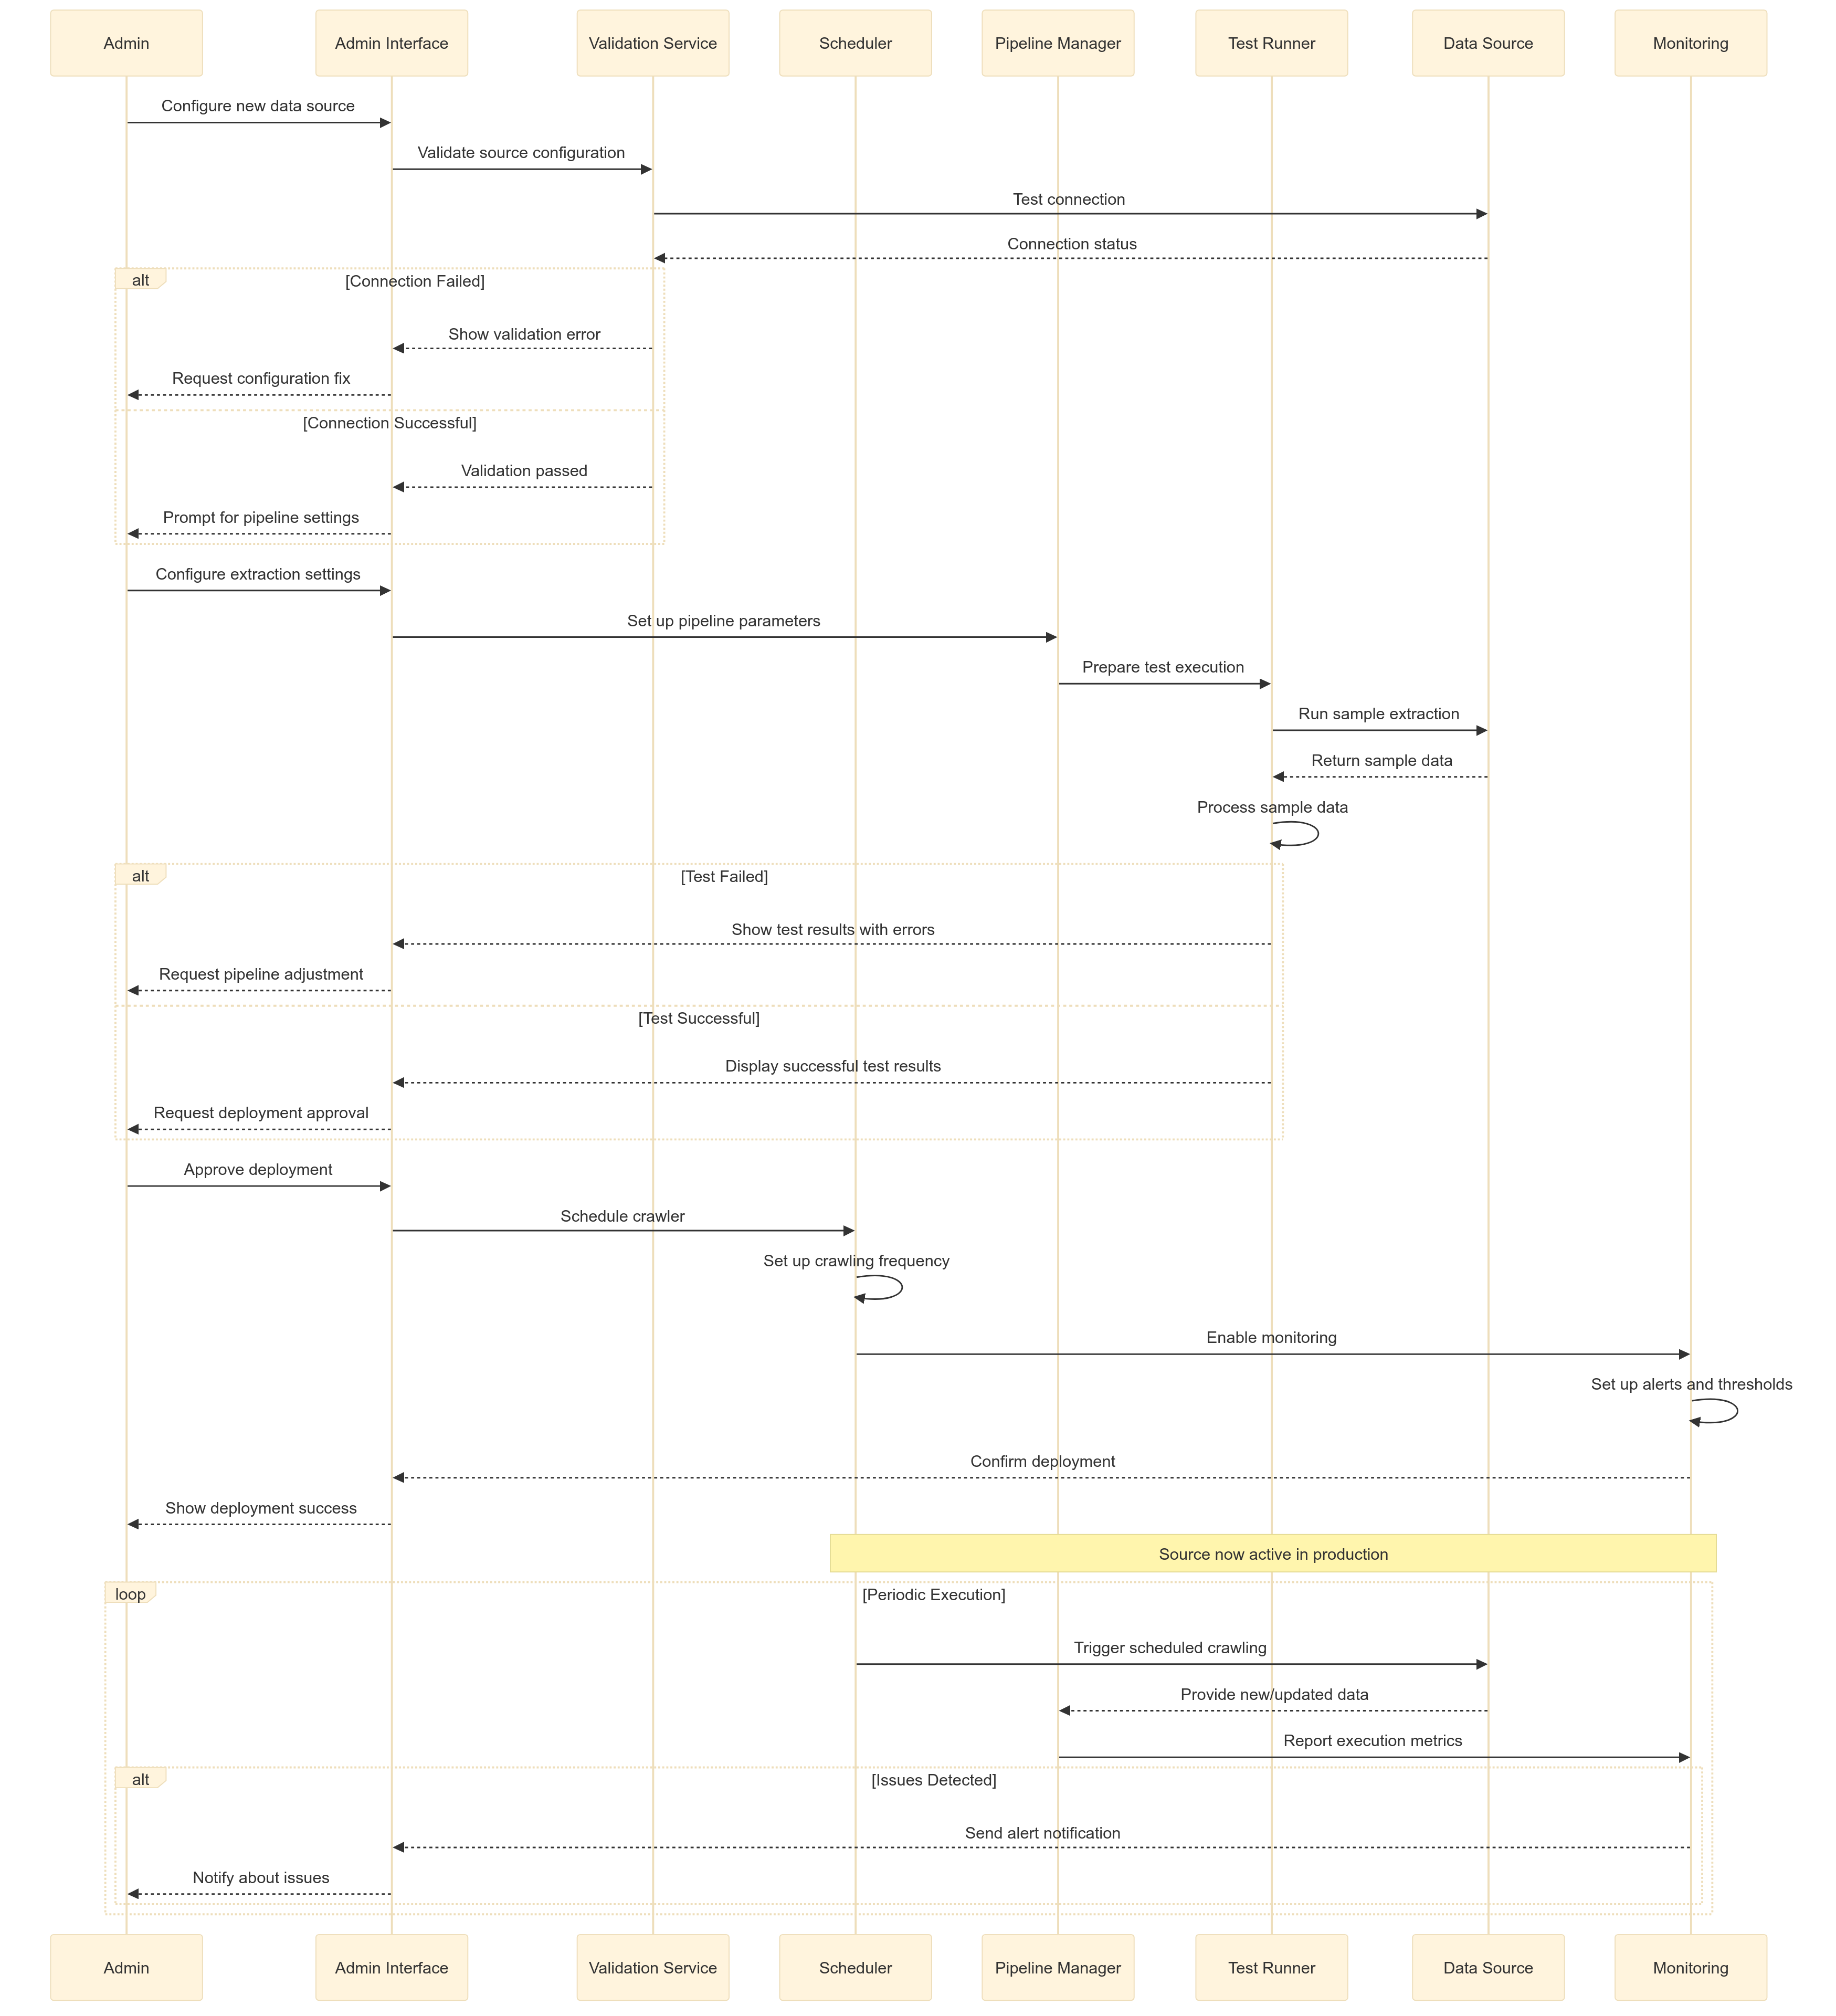 Admin
Admin Interface
Validation Service
Scheduler
Pipeline Manager
Test Runner
Data Source
Monitoring
Configure new data source
Validate source configuration
Test connection
Connection status
alt
[Connection Failed]
Show validation error
Request configuration fix
[Connection Successful]
Validation passed
Prompt for pipeline settings
Configure extraction settings
Set up pipeline parameters
Prepare test execution
Run sample extraction
Return sample data
Process sample data
alt
[Test Failed]
Show test results with errors
Request pipeline adjustment
[Test Successful]
Display successful test results
Request deployment approval
Approve deployment
Schedule crawler
Set up crawling frequency
Enable monitoring
Set up alerts and thresholds
Confirm deployment
Show deployment success
Source now active in production
loop
[Periodic Execution]
Trigger scheduled crawling
Provide new/updated data
Report execution metrics
alt
[Issues Detected]
Send alert notification
Notify about issues
Admin
Admin Interface
Validation Service
Scheduler
Pipeline Manager
Test Runner
Data Source
Monitoring